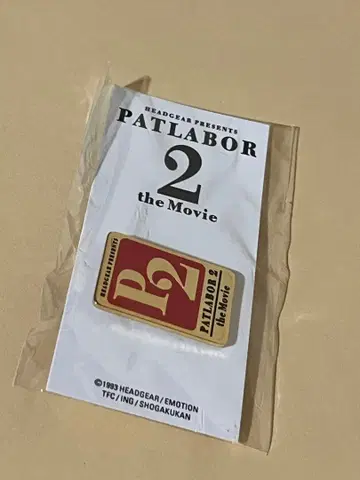 HEADGEAR PRESENTS
PATLABOR
2
the Movie
HEADGEAR PRESENTS
P2
PATLABOR 2
the Movie
©1993 HEADGEAR/EMOTION
TFC/ING/SHOGAKUKAN